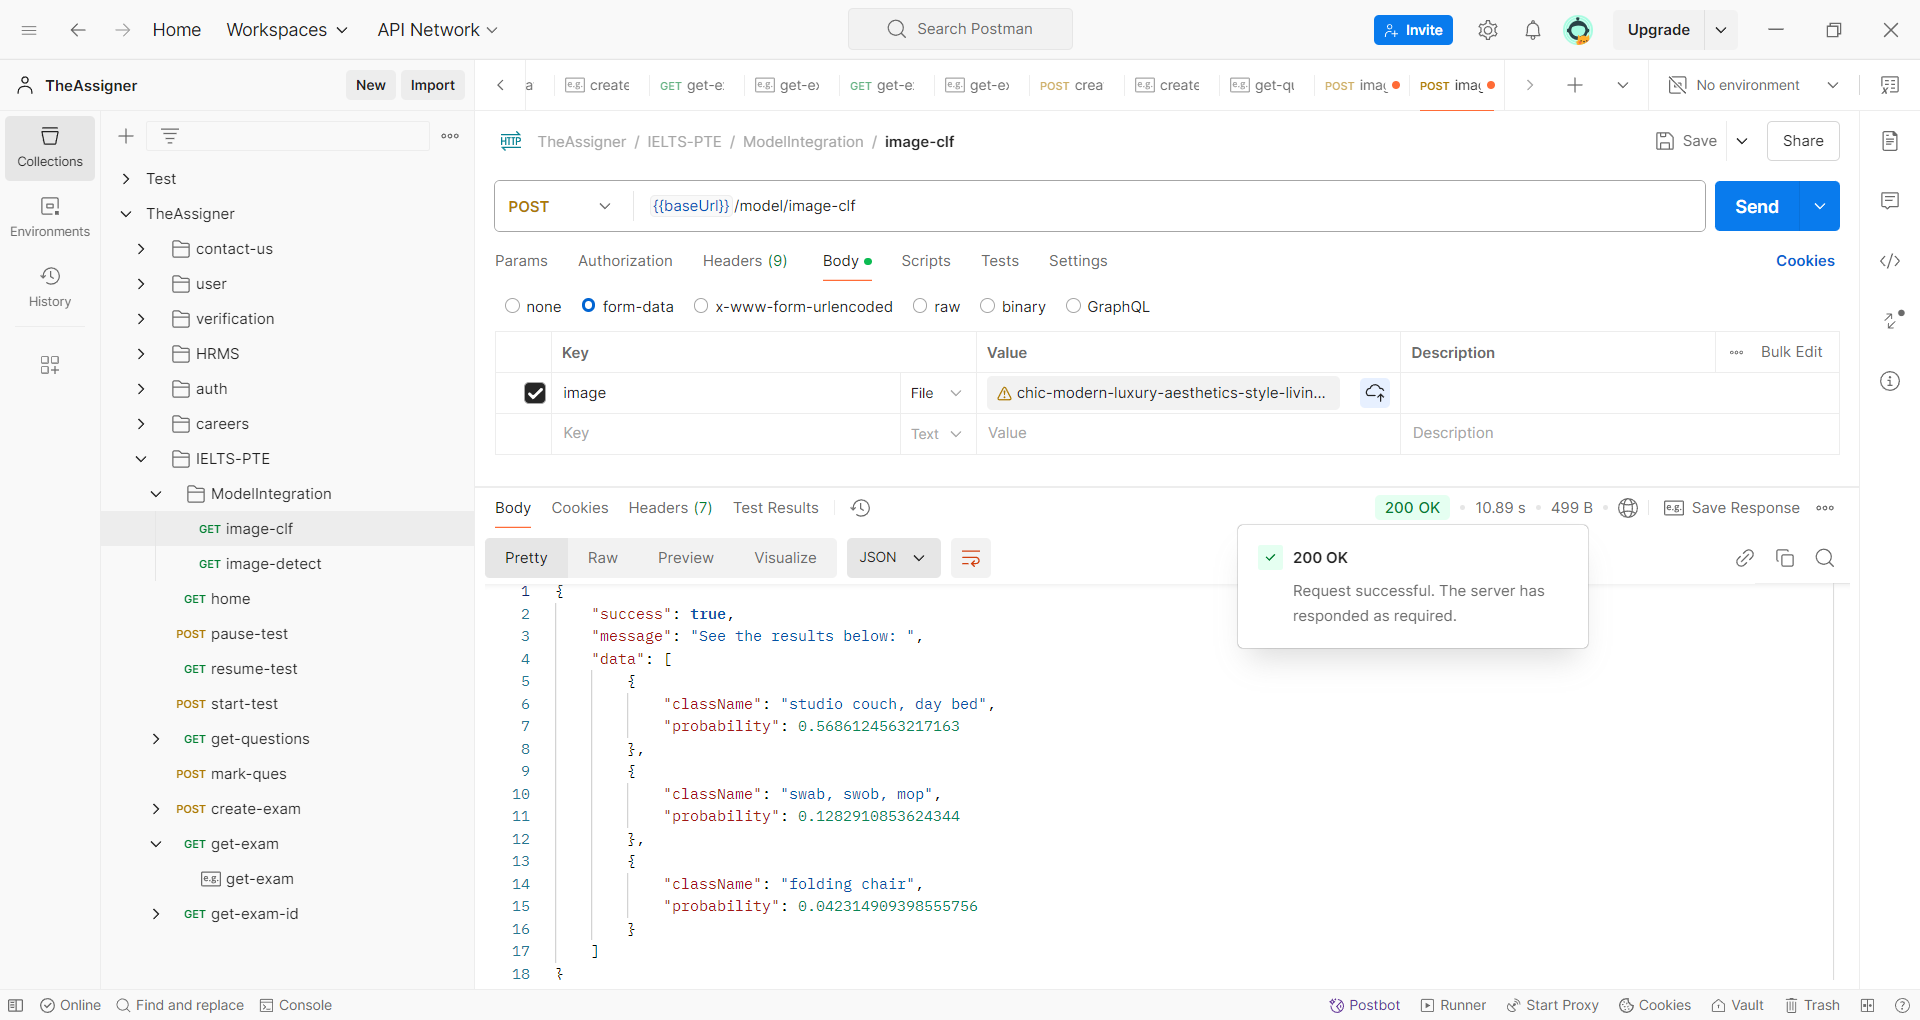 Home Workspaces API Network Search Postman Invite Upgrade
TheAssigner New Import
e.g. create GET get-e: e.g. get-ex GET get-e: e.g. get-ex POST crea e.g. create e.g. get-qu POST imag POST imag No environment
Collections
Environments
History
Test
TheAssigner
contact-us
user
verification
HRMS
auth
careers
IELTS-PTE
ModelIntegration
GET image-clf
GET image-detect
GET home
POST pause-test
GET resume-test
POST start-test
GET get-questions
POST mark-ques
POST create-exam
GET get-exam
e.g. get-exam
GET get-exam-id
HTTP TheAssigner / IELTS-PTE / ModelIntegration / image-clf Save Share
POST {{baseUrl}}/model/image-clf Send
Params Authorization Headers (9) Body Scripts Tests Settings Cookies
none form-data x-www-form-urlencoded raw binary GraphQL
Key Value Description Bulk Edit
image File chic-modern-luxury-aesthetics-style-livin...
Key Text Value Description
Body Cookies Headers (7) Test Results 200 OK 10.89 s 499 B e.g. Save Response
Pretty Raw Preview Visualize JSON
200 OK
Request successful. The server has
responded as required.
1 {
2 "success": true,
3 "message": "See the results below: ",
4 "data": [
5 {
6 "className": "studio couch, day bed",
7 "probability": 0.5686124563217163
8 },
9 {
10 "className": "swab, swob, mop",
11 "probability": 0.1282910853624344
12 },
13 {
14 "className": "folding chair",
15 "probability": 0.042314909398555756
16 }
17 ]
18 }
Online Find and replace Console Postbot Runner Start Proxy Cookies Vault Trash